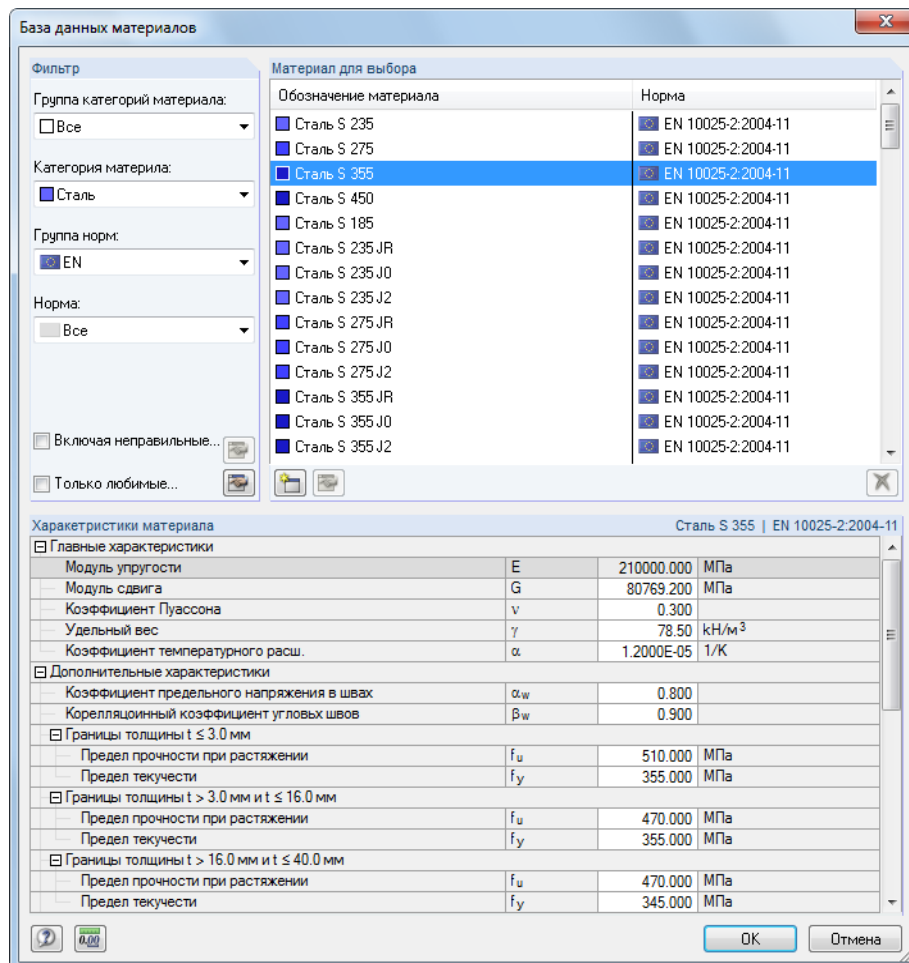 База данных материалов
Фильтр
Группа категорий материала:
Все
Категория материла:
Сталь
Группа норм:
EN
Норма:
Все
Включая неправильные...
Только любимые...
Материал для выбора
Обозначение материала Норма
Сталь S 235 EN 10025-2:2004-11
Сталь S 275 EN 10025-2:2004-11
Сталь S 355 EN 10025-2:2004-11
Сталь S 450 EN 10025-2:2004-11
Сталь S 185 EN 10025-2:2004-11
Сталь S 235 JR EN 10025-2:2004-11
Сталь S 235 J0 EN 10025-2:2004-11
Сталь S 235 J2 EN 10025-2:2004-11
Сталь S 275 JR EN 10025-2:2004-11
Сталь S 275 J0 EN 10025-2:2004-11
Сталь S 275 J2 EN 10025-2:2004-11
Сталь S 355 JR EN 10025-2:2004-11
Сталь S 355 J0 EN 10025-2:2004-11
Сталь S 355 J2 EN 10025-2:2004-11
Харакетристики материала Сталь S 355 | EN 10025-2:2004-11
Главные характеристики
Модуль упругости E 210000.000 МПа
Модуль сдвига G 80769.200 МПа
Коэффициент Пуассона ν 0.300
Удельный вес γ 78.50 kН/м³
Коэффициент температурного расш. α 1.2000E-05 1/K
Дополнительные характеристики
Коэффициент предельного напряжения в швах αw 0.800
Корелляцоинный коэффициент угловых швов βw 0.900
Границы толщины t ≤ 3.0 мм
Предел прочности при растяжении fu 510.000 МПа
Предел текучести fy 355.000 МПа
Границы толщины t > 3.0 мм и t ≤ 16.0 мм
Предел прочности при растяжении fu 470.000 МПа
Предел текучести fy 355.000 МПа
Границы толщины t > 16.0 мм и t ≤ 40.0 мм
Предел прочности при растяжении fu 470.000 МПа
Предел текучести fy 345.000 МПа
0.00
OK Отмена